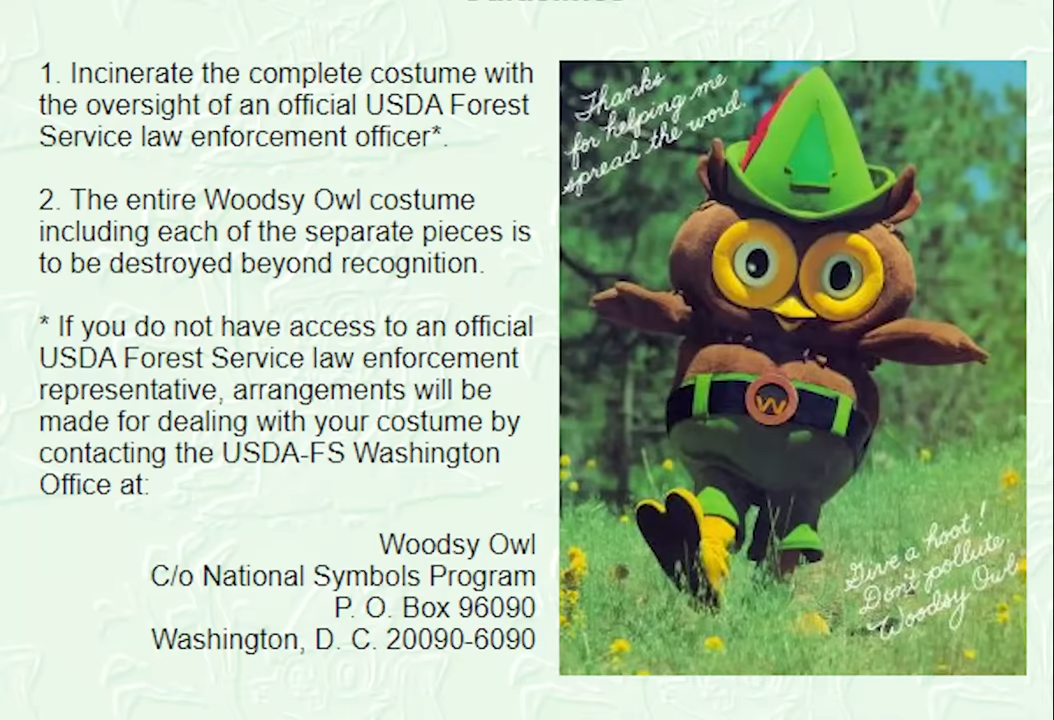 1. Incinerate the complete costume with
the oversight of an official USDA Forest
Service law enforcement officer*.
2. The entire Woodsy Owl costume
including each of the separate pieces is
to be destroyed beyond recognition.
* If you do not have access to an official
USDA Forest Service law enforcement
representative, arrangements will be
made for dealing with your costume by
contacting the USDA-FS Washington
Office at:
Woodsy Owl
C/o National Symbols Program
P. O. Box 96090
Washington, D. C. 20090-6090
Thanks
for helping me
spread the word.
W
Give a hoot!
Don't pollute.
Woodsy Owl